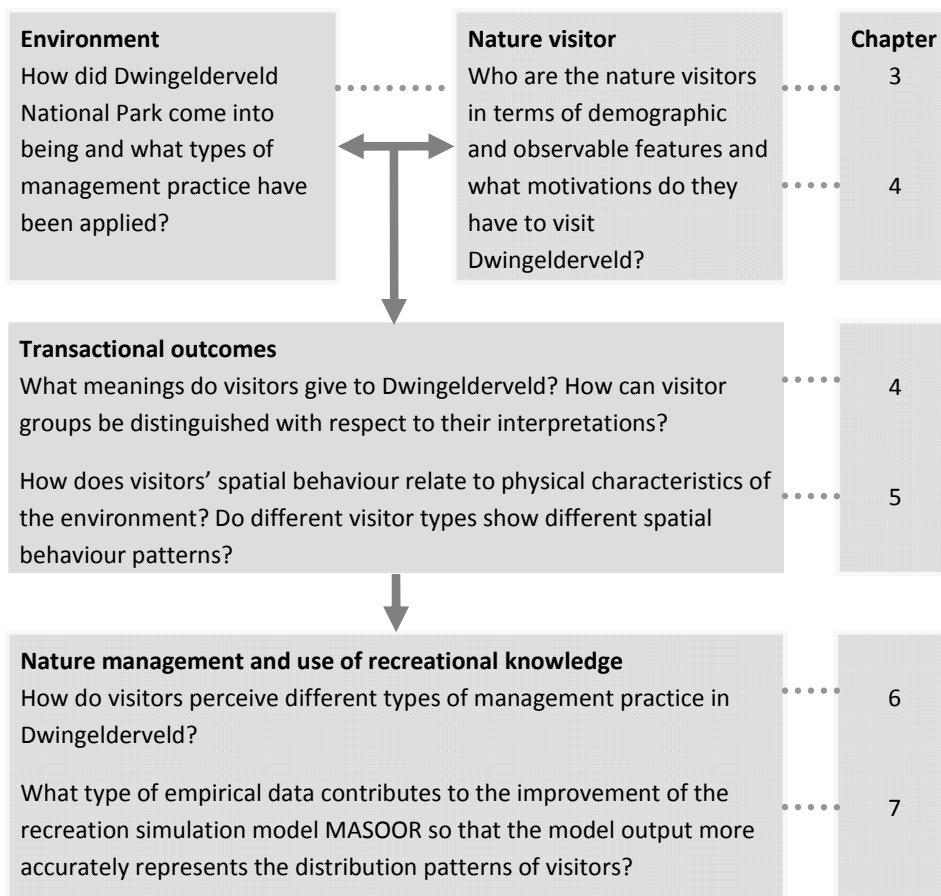 Environment
How did Dwingelderveld
National Park come into
being and what types of
management practice have
been applied?
Nature visitor
Who are the nature visitors
in terms of demographic
and observable features and
what motivations do they
have to visit
Dwingelderveld?
Chapter
3
4
Transactional outcomes
What meanings do visitors give to Dwingelderveld? How can visitor
groups be distinguished with respect to their interpretations?
4
How does visitors’ spatial behaviour relate to physical characteristics of
the environment? Do different visitor types show different spatial
behaviour patterns?
5
Nature management and use of recreational knowledge
How do visitors perceive different types of management practice in
Dwingelderveld?
6
What type of empirical data contributes to the improvement of the
recreation simulation model MASOOR so that the model output more
accurately represents the distribution patterns of visitors?
7